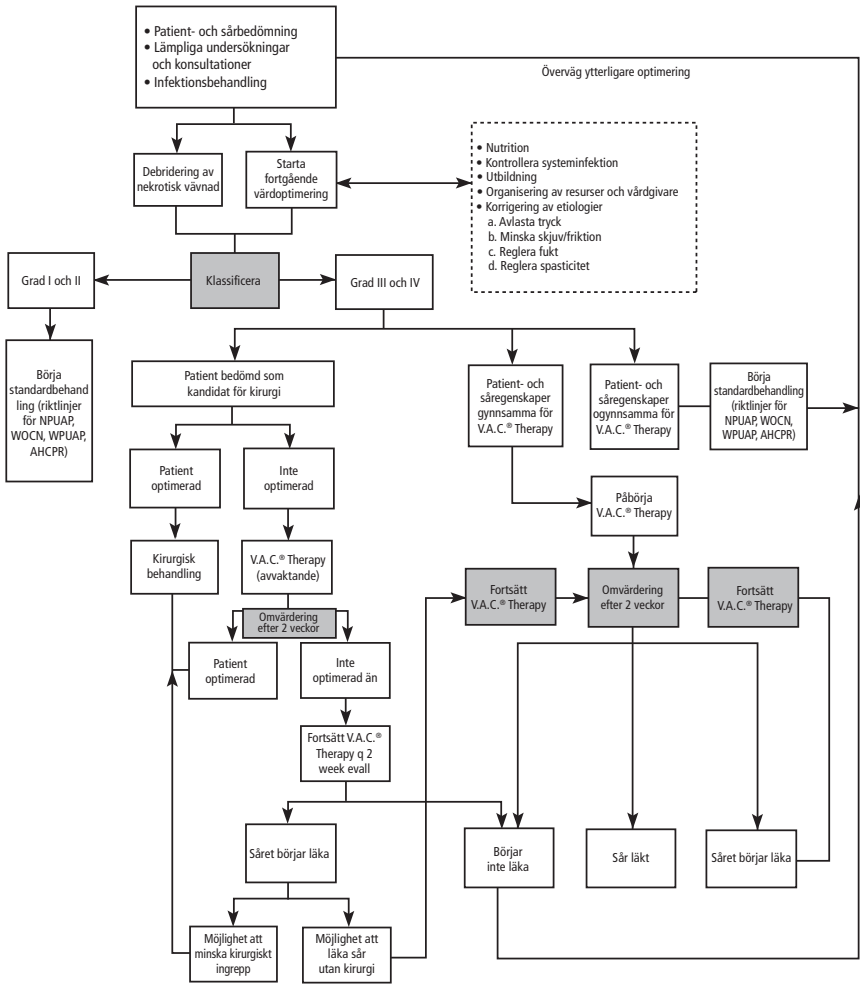 • Patient- och sårbedömning
• Lämpliga undersökningar
och konsultationer
• Infektionsbehandling
Överväg ytterligare optimering
Debridering av
nekrotisk vävnad
Starta
fortgående
värdoptimering
• Nutrition
• Kontrollera systeminfektion
• Utbildning
• Organisering av resurser och vårdgivare
• Korrigering av etiologier
a. Avlasta tryck
b. Minska skjuv/friktion
c. Reglera fukt
d. Reglera spasticitet
Grad I och II
Klassificera
Grad III och IV
Börja
standardbehand
ling (riktlinjer
för NPUAP,
WOCN, WPUAP,
AHCPR)
Patient bedömd som
kandidat för kirurgi
Patient- och
såregenskaper
gynnsamma för
V.A.C.® Therapy
Patient- och
såregenskaper
ogynnsamma för
V.A.C.® Therapy
Börja
standardbehandling
(riktlinjer för
NPUAP, WOCN,
WPUAP, AHCPR)
Patient
optimerad
Inte
optimerad
Påbörja
V.A.C.® Therapy
Kirurgisk
behandling
V.A.C.® Therapy
(avvaktande)
Fortsätt
V.A.C.® Therapy
Omvärdering
efter 2 veckor
Fortsätt
V.A.C.® Therapy
Omvärdering
efter 2 veckor
Patient
optimerad
Inte
optimerad än
Fortsätt V.A.C.®
Therapy q 2
week evall
Såret börjar läka
Börjar
inte läka
Sår läkt
Såret börjar läka
Möjlighet att
minska kirurgiskt
ingrepp
Möjlighet att
läka sår
utan kirurgi